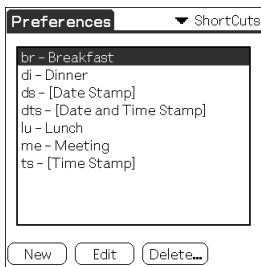 Preferences ShortCuts
br – Breakfast
di – Dinner
ds – [Date Stamp]
dts – [Date and Time Stamp]
lu – Lunch
me – Meeting
ts – [Time Stamp]
New Edit Delete...